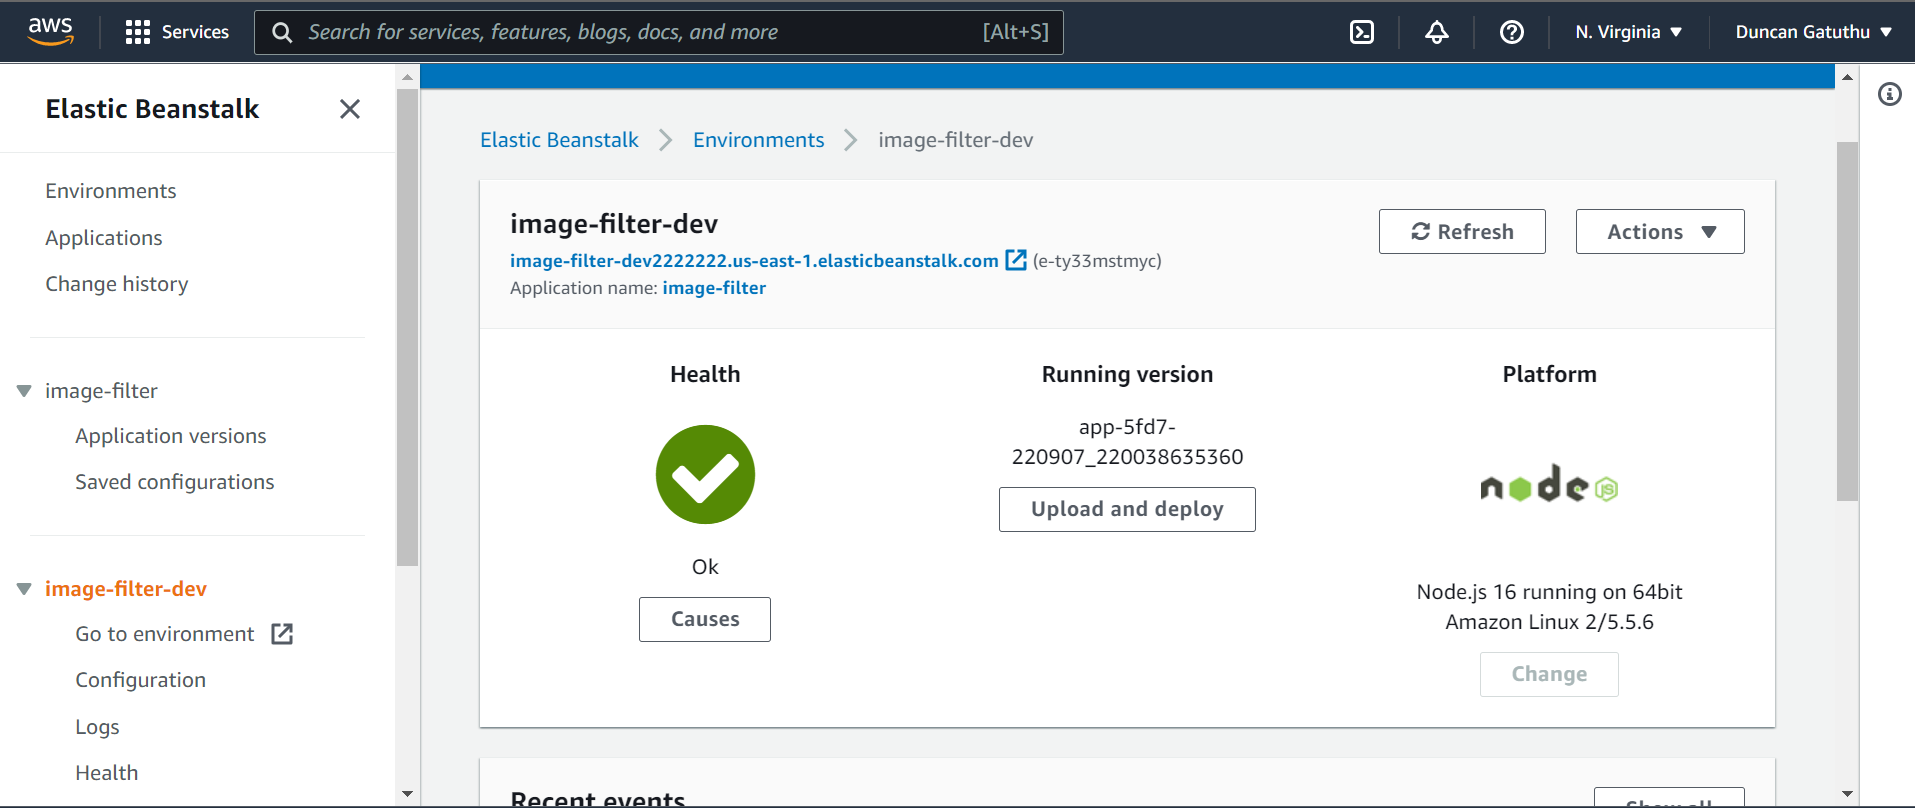 aws
Services
Search for services, features, blogs, docs, and more
[Alt+S]
N. Virginia
Duncan Gatuthu
Elastic Beanstalk
Environments
Applications
Change history
image-filter
Application versions
Saved configurations
image-filter-dev
Go to environment
Configuration
Logs
Health
Elastic Beanstalk
Environments
image-filter-dev
image-filter-dev
image-filter-dev2222222.us-east-1.elasticbeanstalk.com (e-ty33mstmyc)
Application name: image-filter
Refresh
Actions
Health
Ok
Causes
Running version
app-5fd7-
220907_220038635360
Upload and deploy
Platform
node JS
Node.js 16 running on 64bit
Amazon Linux 2/5.5.6
Change
Recent events
Show all